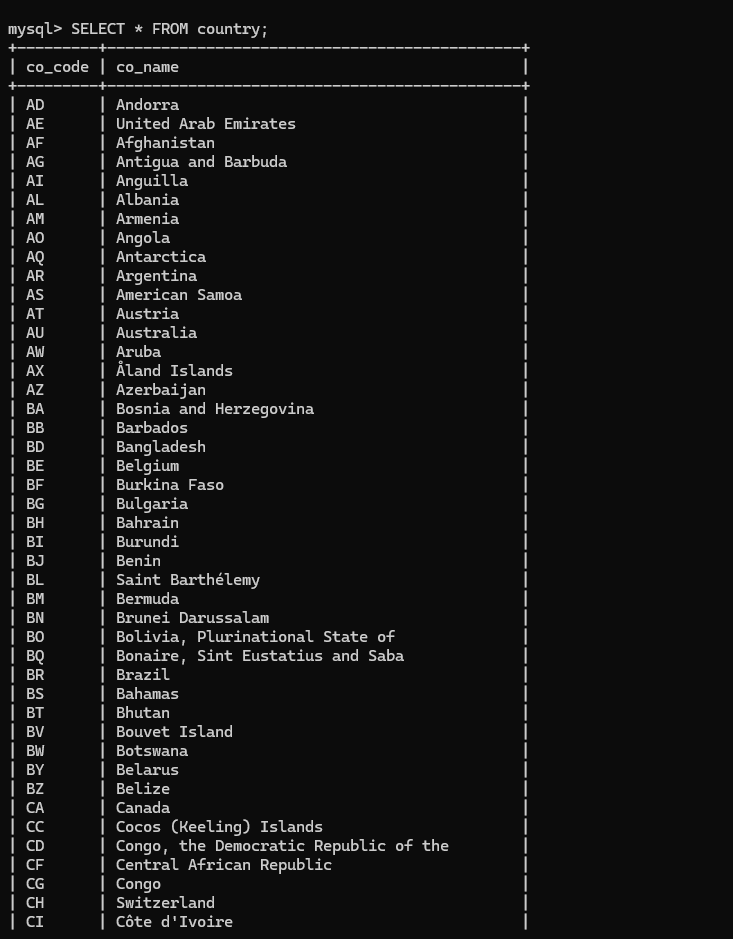 mysql> SELECT * FROM country;
+---------+----------------------------------------------+
| co_code | co_name                                      |
+---------+----------------------------------------------+
| AD      | Andorra                                      |
| AE      | United Arab Emirates                         |
| AF      | Afghanistan                                  |
| AG      | Antigua and Barbuda                          |
| AI      | Anguilla                                     |
| AL      | Albania                                      |
| AM      | Armenia                                      |
| AO      | Angola                                       |
| AQ      | Antarctica                                   |
| AR      | Argentina                                    |
| AS      | American Samoa                               |
| AT      | Austria                                      |
| AU      | Australia                                    |
| AW      | Aruba                                        |
| AX      | Åland Islands                                |
| AZ      | Azerbaijan                                   |
| BA      | Bosnia and Herzegovina                       |
| BB      | Barbados                                     |
| BD      | Bangladesh                                   |
| BE      | Belgium                                      |
| BF      | Burkina Faso                                 |
| BG      | Bulgaria                                     |
| BH      | Bahrain                                      |
| BI      | Burundi                                      |
| BJ      | Benin                                        |
| BL      | Saint Barthélemy                             |
| BM      | Bermuda                                      |
| BN      | Brunei Darussalam                            |
| BO      | Bolivia, Plurinational State of              |
| BQ      | Bonaire, Sint Eustatius and Saba             |
| BR      | Brazil                                       |
| BS      | Bahamas                                      |
| BT      | Bhutan                                       |
| BV      | Bouvet Island                                |
| BW      | Botswana                                     |
| BY      | Belarus                                      |
| BZ      | Belize                                       |
| CA      | Canada                                       |
| CC      | Cocos (Keeling) Islands                      |
| CD      | Congo, the Democratic Republic of the        |
| CF      | Central African Republic                     |
| CG      | Congo                                        |
| CH      | Switzerland                                  |
| CI      | Côte d'Ivoire                                |